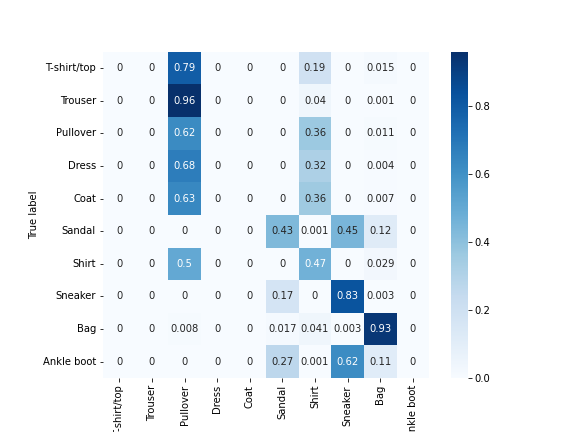 T-shirt/top 0 0 0.79 0 0 0 0.19 0 0.015 0
Trouser 0 0 0.96 0 0 0 0.04 0 0.001 0
Pullover 0 0 0.62 0 0 0 0.36 0 0.011 0
Dress 0 0 0.68 0 0 0 0.32 0 0.004 0
Coat 0 0 0.63 0 0 0 0.36 0 0.007 0
Sandal 0 0 0 0 0 0.43 0.001 0.45 0.12 0
Shirt 0 0 0.5 0 0 0 0.47 0 0.029 0
Sneaker 0 0 0 0 0 0.17 0 0.83 0.003 0
Bag 0 0 0.008 0 0 0.017 0.041 0.003 0.93 0
Ankle boot 0 0 0 0 0 0.27 0.001 0.62 0.11 0
True label
-shirt/top Trouser Pullover Dress Coat Sandal Shirt Sneaker Bag nkle boot
0.8
0.6
0.4
0.2
0.0